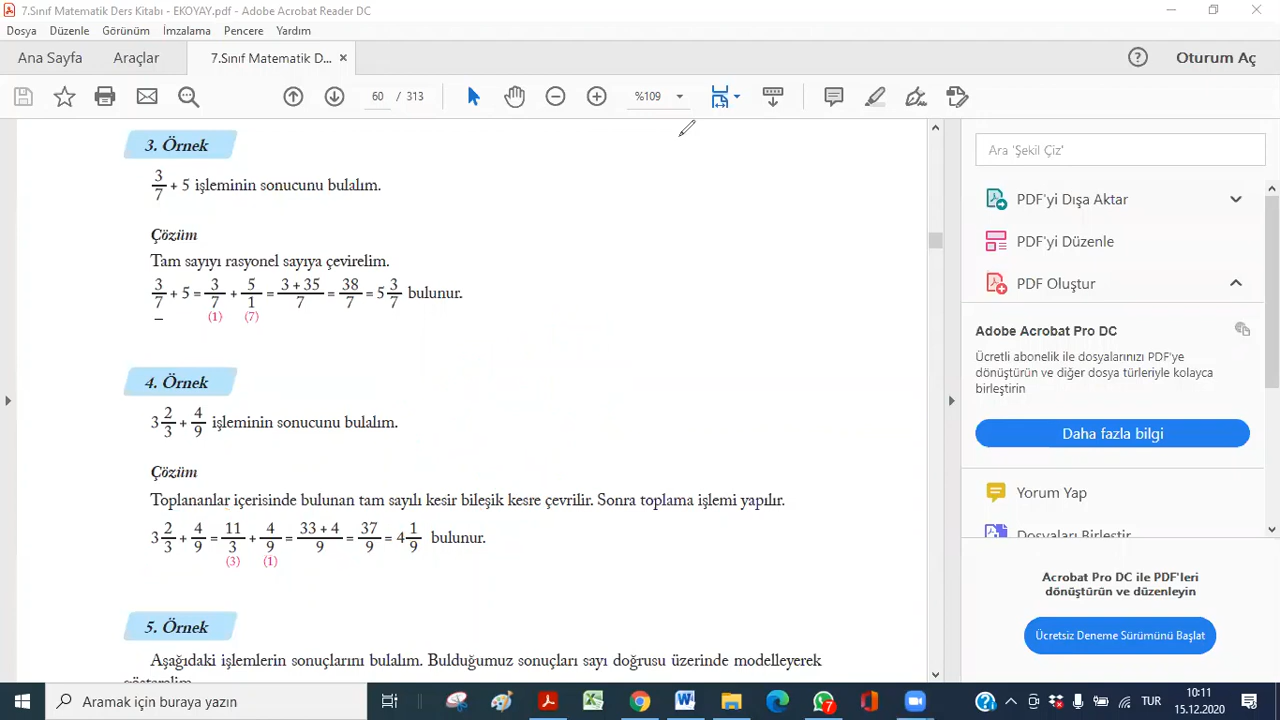 7.Sınıf Matematik Ders Kitabı - EKOYAY.pdf - Adobe Acrobat Reader DC
Dosya Düzenle Görünüm İmzalama Pencere Yardım
Ana Sayfa Araçlar 7.Sınıf Matematik D... × Oturum Aç
60 / 313 %109
3. Örnek
3/7 + 5 işleminin sonucunu bulalım.
Çözüm
Tam sayıyı rasyonel sayıya çevirelim.
3/7 + 5 = 3/7 + 5/1 = (3 + 35)/7 = 38/7 = 5 3/7 bulunur.
(1) (7)
4. Örnek
3 2/3 + 4/9 işleminin sonucunu bulalım.
Çözüm
Toplananlar içerisinde bulunan tam sayılı kesir bileşik kesre çevrilir. Sonra toplama işlemi yapılır.
3 2/3 + 4/9 = 11/3 + 4/9 = (33 + 4)/9 = 37/9 = 4 1/9 bulunur.
(3) (1)
5. Örnek
Aşağıdaki işlemlerin sonuçlarını bulalım. Bulduğumuz sonuçları sayı doğrusu üzerinde modelleyerek
gösterelim.
Ara 'Şekil Çiz'
PDF'yi Dışa Aktar
PDF'yi Düzenle
PDF Oluştur
Adobe Acrobat Pro DC
Ücretli abonelik ile dosyalarınızı PDF'ye
dönüştürün ve diğer dosya türleriyle kolayca
birleştirin
Daha fazla bilgi
Yorum Yap
Dosyaları Birleştir
Acrobat Pro DC ile PDF'leri
dönüştürün ve düzenleyin
Ücretsiz Deneme Sürümünü Başlat
Aramak için buraya yazın
7
TUR
10:11
15.12.2020